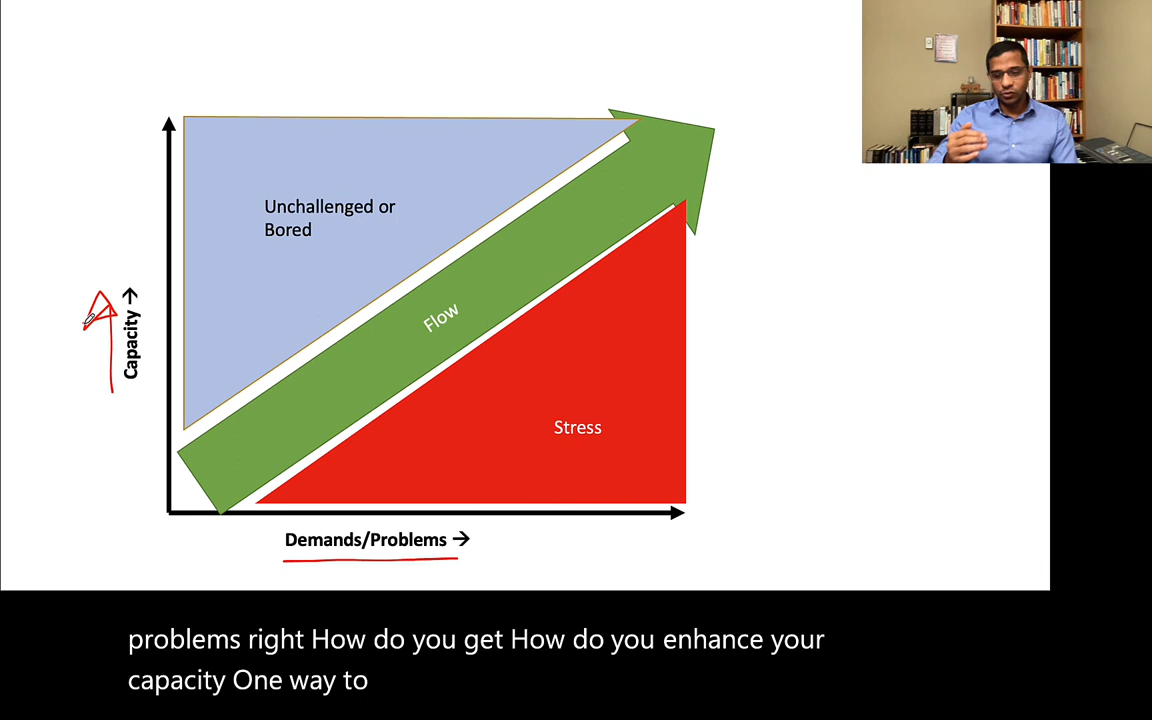 Unchallenged or
Bored
Flow
Capacity →
Stress
Demands/Problems →
problems right How do you get How do you enhance your
capacity One way to